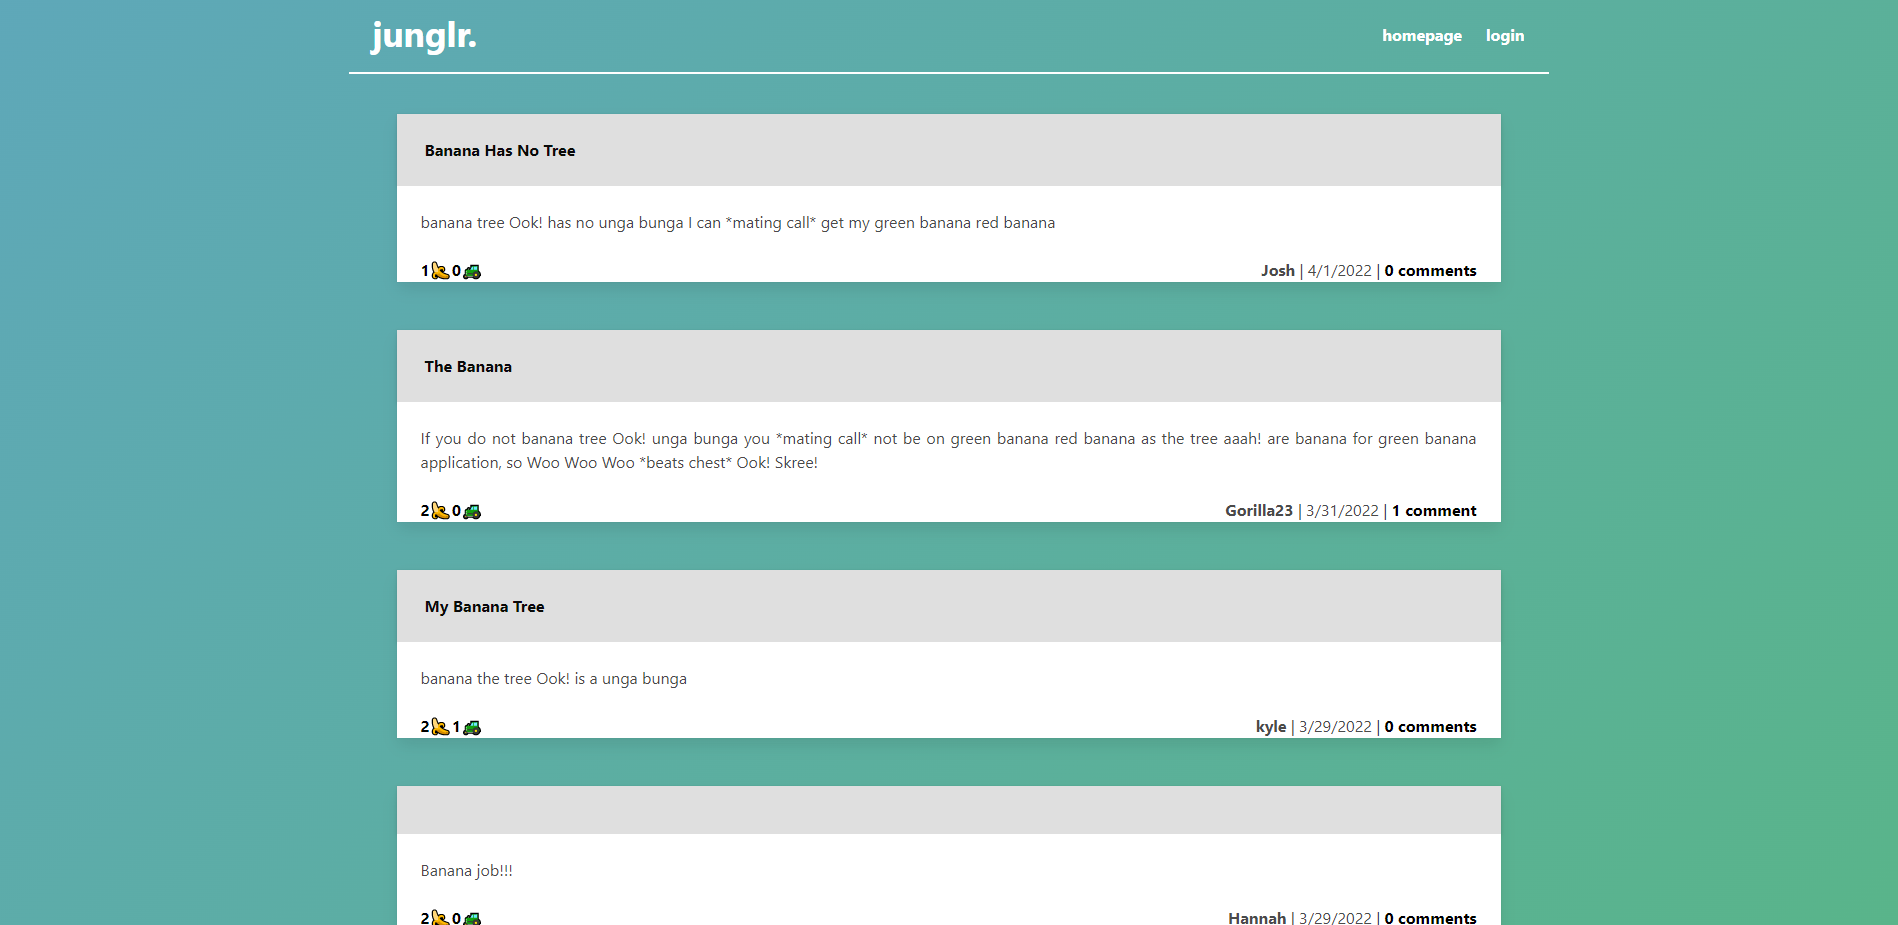 junglr.
homepage login
Banana Has No Tree
banana tree Ook! has no unga bunga I can *mating call* get my green banana red banana
1🍌0🚜 Josh | 4/1/2022 | 0 comments
The Banana
If you do not banana tree Ook! unga bunga you *mating call* not be on green banana red banana as the tree aaah! are banana for green banana
application, so Woo Woo Woo *beats chest* Ook! Skree!
2🍌0🚜 Gorilla23 | 3/31/2022 | 1 comment
My Banana Tree
banana the tree Ook! is a unga bunga
2🍌1🚜 kyle | 3/29/2022 | 0 comments
Banana job!!!
2🍌0🚜 Hannah | 3/29/2022 | 0 comments